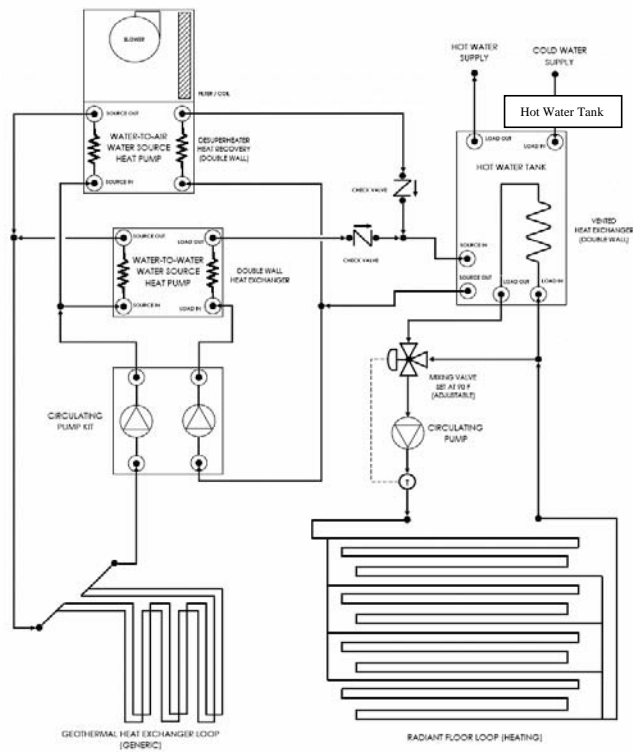 BLOWER
FILTER / COIL
HOT WATER
SUPPLY
COLD WATER
SUPPLY
Hot Water Tank
SOURCE OUT
WATER-TO-AIR
WATER SOURCE
HEAT PUMP
SOURCE IN
DESUPERHEATER
HEAT RECOVERY
(DOUBLE WALL)
CHECK VALVE
LOAD OUT
LOAD IN
HOT WATER TANK
VENTED
HEAT EXCHANGER
(DOUBLE WALL)
SOURCE IN
SOURCE OUT
LOAD OUT
LOAD IN
SOURCE OUT
LOAD OUT
WATER-TO-WATER
WATER SOURCE
HEAT PUMP
SOURCE IN
LOAD IN
DOUBLE WALL
HEAT EXCHANGER
CHECK VALVE
MIXING VALVE
SET AT 90 F
(ADJUSTABLE)
CIRCULATING
PUMP KIT
CIRCULATING
PUMP
T
GEOTHERMAL HEAT EXCHANGER LOOP
(GENERIC)
RADIANT FLOOR LOOP (HEATING)